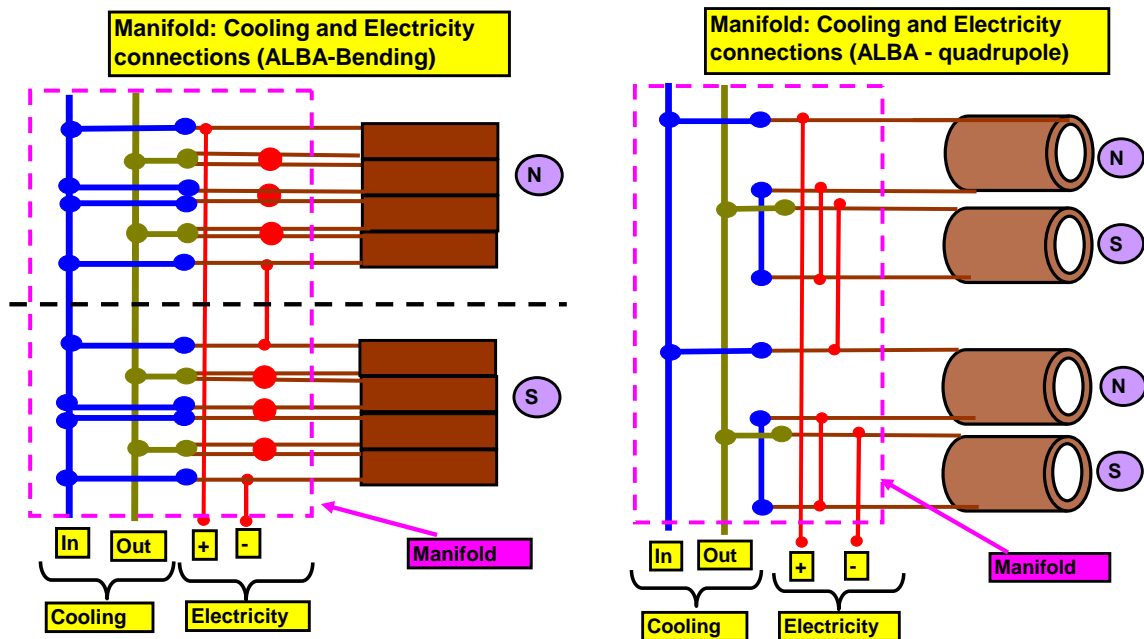 Manifold: Cooling and Electricity
connections (ALBA-Bending)
N
S
In
Out
+
-
Manifold
Cooling
Electricity
Manifold: Cooling and Electricity
connections (ALBA - quadrupole)
N
S
N
S
In
Out
+
-
Manifold
Cooling
Electricity